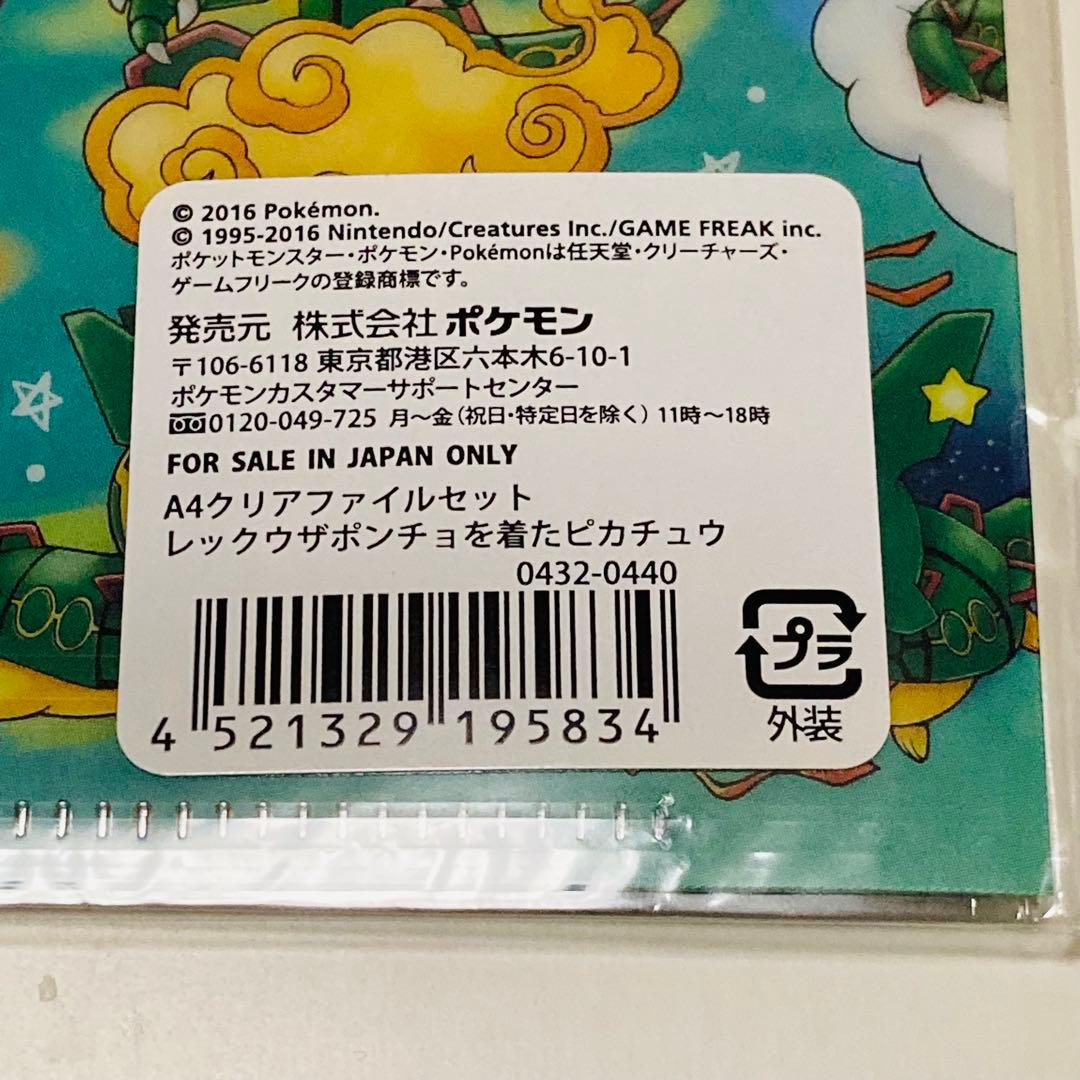 © 2016 Pokémon.
© 1995-2016 Nintendo/Creatures Inc./GAME FREAK inc.
ポケットモンスター・ポケモン・Pokémonは任天堂・クリーチャーズ・
ゲームフリークの登録商標です。
発売元 株式会社ポケモン
〒106-6118 東京都港区六本木6-10-1
ポケモンカスタマーサポートセンター
0120-049-725 月～金（祝日・特定日を除く）11時～18時
FOR SALE IN JAPAN ONLY
A4クリアファイルセット
レックウザポンチョを着たピカチュウ
0432-0440
4 521329 195834
プラ
外装